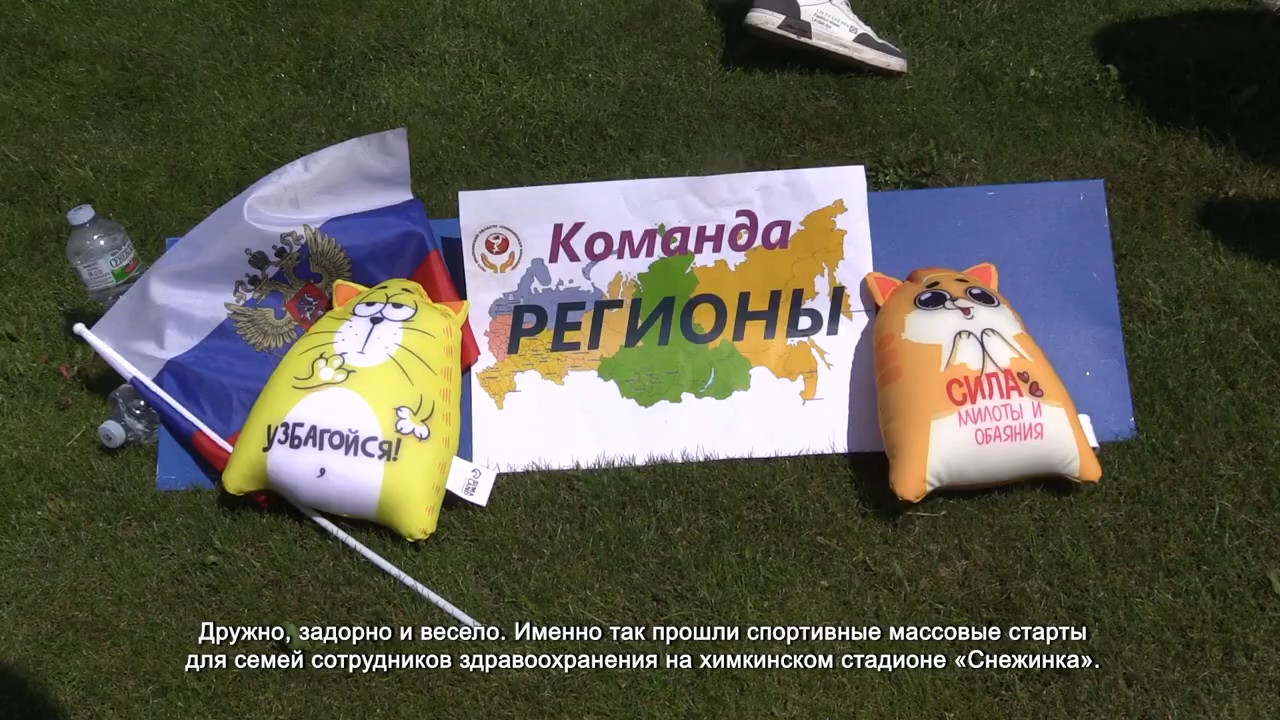 Команда
РЕГИОНЫ
УЗБАГОЙСЯ!
СИЛА
МИЛОТЫ И
ОБАЯНИЯ
Дружно, задорно и весело. Именно так прошли спортивные массовые старты
для семей сотрудников здравоохранения на химкинском стадионе «Снежинка».